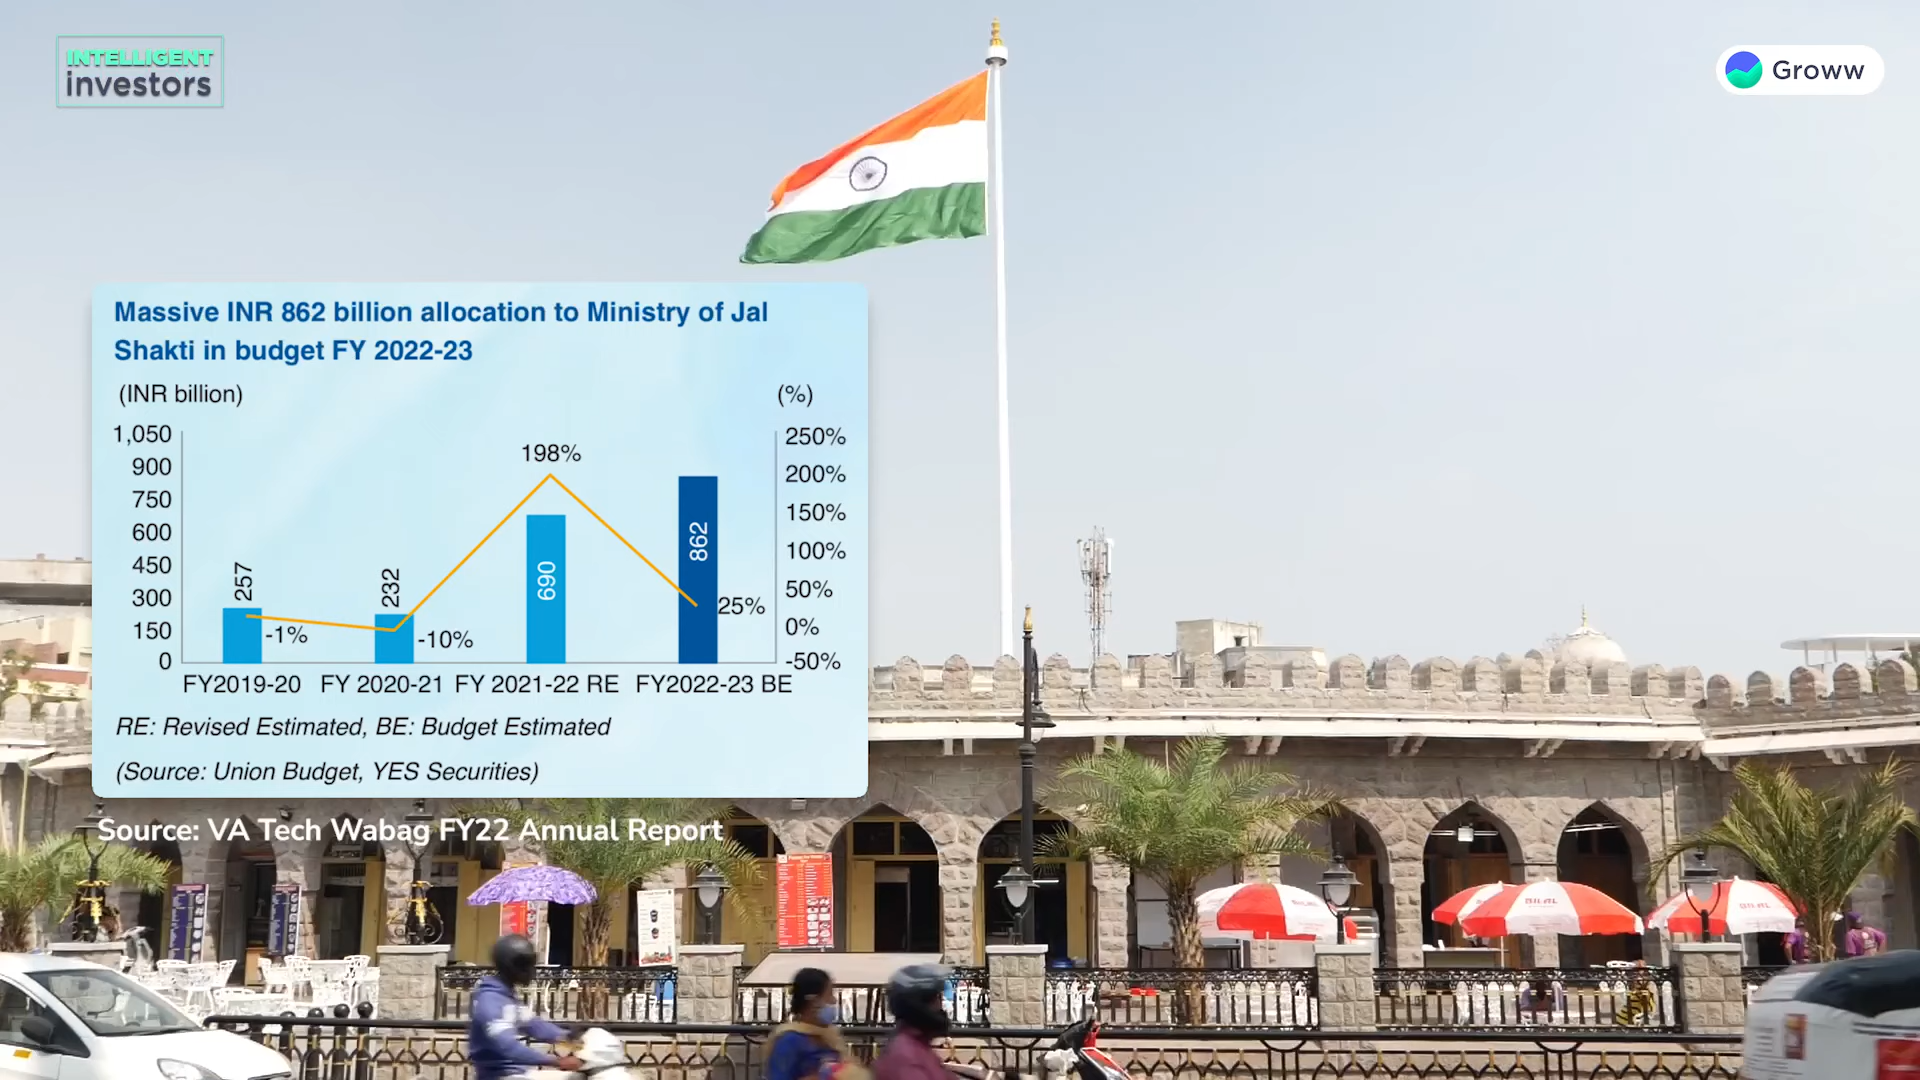 INTELLIGENT
investors
Groww
Massive INR 862 billion allocation to Ministry of Jal
Shakti in budget FY 2022-23
(INR billion)
(%)
1,050
900
750
600
450
300
150
0
250%
200%
150%
100%
50%
0%
-50%
257
232
690
862
-1%
-10%
198%
25%
FY2019-20 FY 2020-21 FY 2021-22 RE FY2022-23 BE
RE: Revised Estimated, BE: Budget Estimated
(Source: Union Budget, YES Securities)
Source: VA Tech Wabag FY22 Annual Report
BILAL
BILAL
BILAL